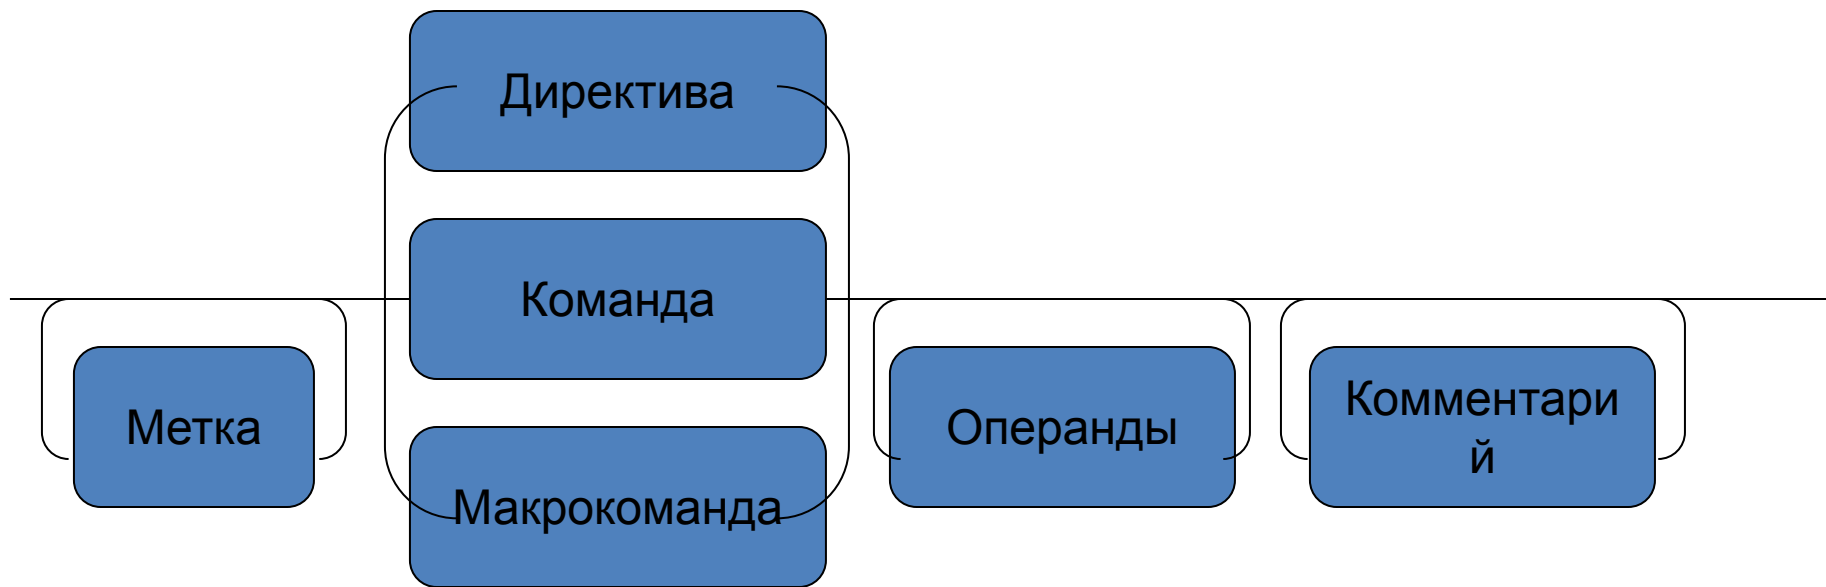 Директива
Команда
Макрокоманда
Метка
Операнды
Комментари
й